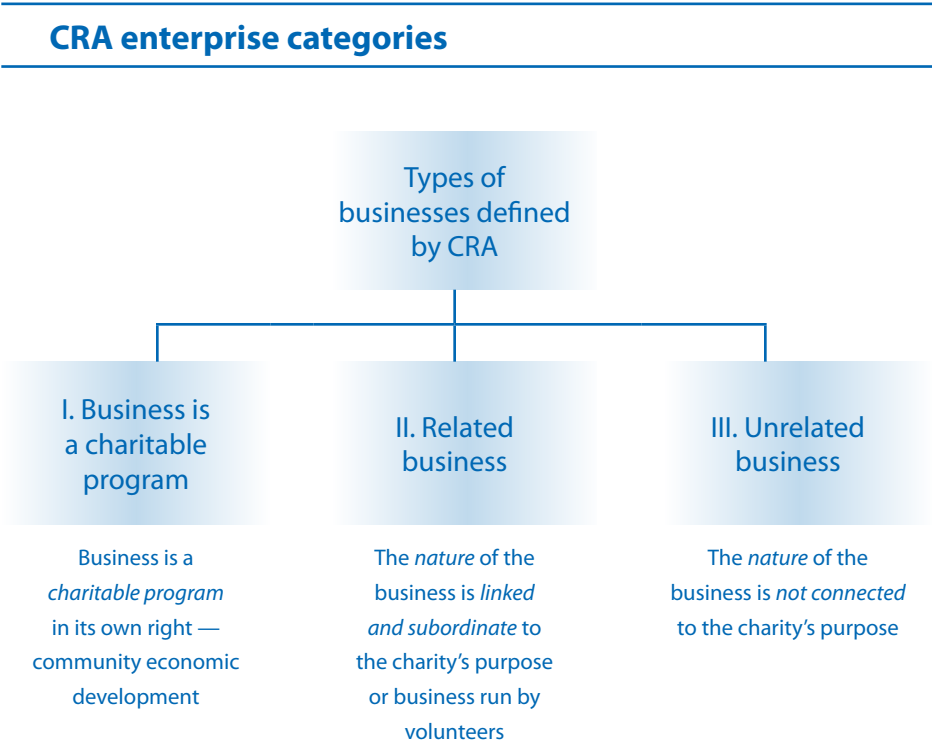 CRA enterprise categories
Types of
businesses defined
by CRA
I. Business is
a charitable
program
Business is a
charitable program
in its own right —
community economic
development
II. Related
business
The nature of the
business is linked
and subordinate to
the charity’s purpose
or business run by
volunteers
III. Unrelated
business
The nature of the
business is not connected
to the charity’s purpose